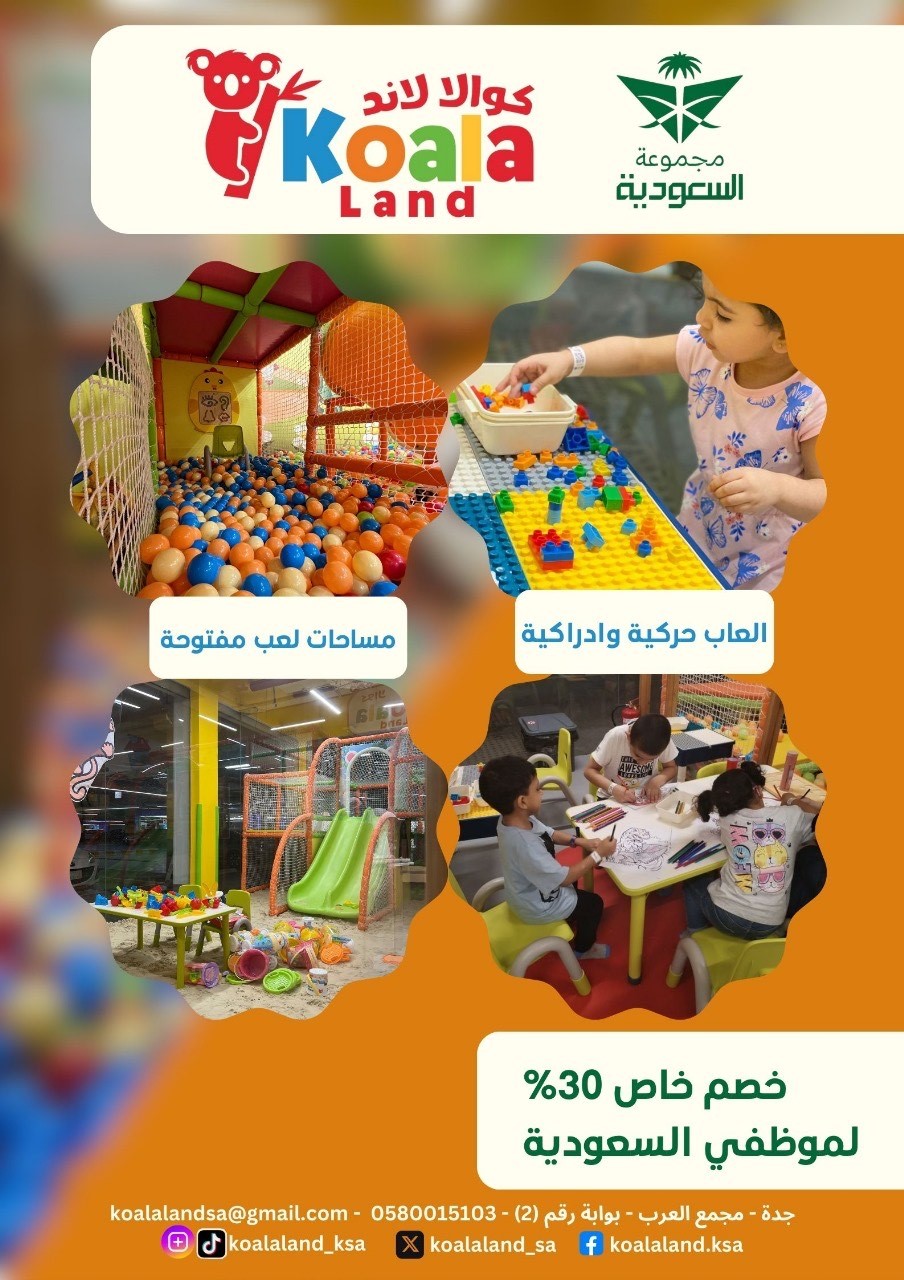 كوالا لاند
Koala
Land
مجموعة
السعودية
العاب حركية وادراكية
مساحات لعب مفتوحة
خصم خاص 30%
لموظفي السعودية
جدة - مجمع العرب - بوابة رقم (2) - 0580015103 - koalalandsa@gmail.com
koalaland_ksa koalaland_sa koalaland.ksa